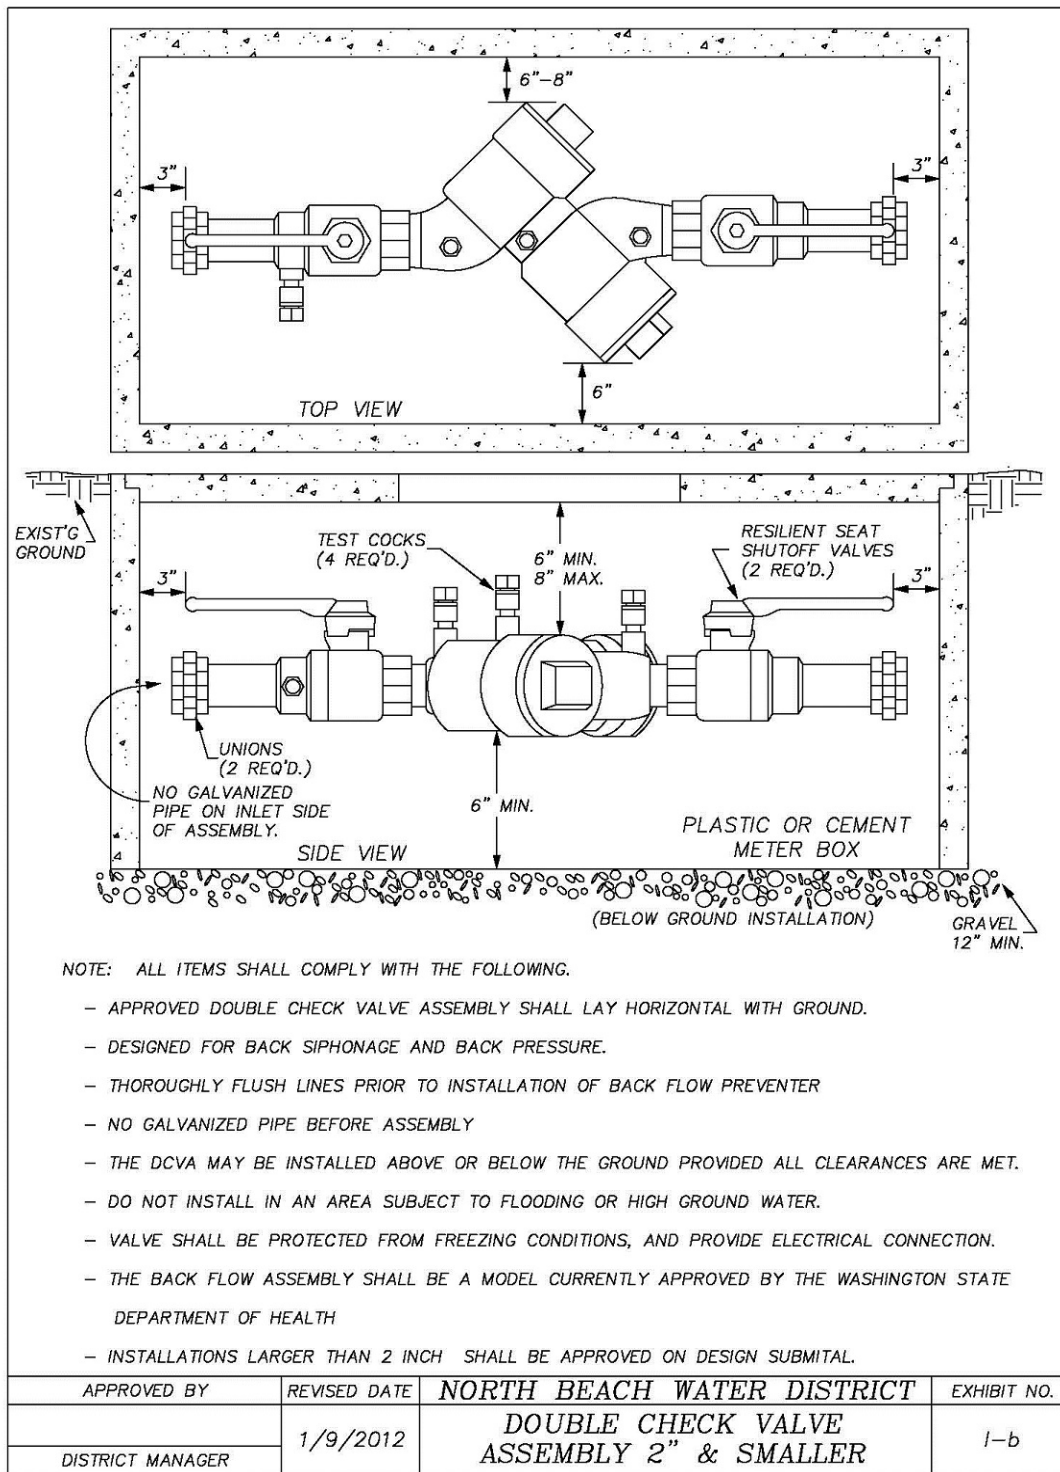 6"-8"
3"
3"
6"
TOP VIEW
EXIST'G
GROUND
TEST COCKS
(4 REQ'D.)
6" MIN.
8" MAX.
RESILIENT SEAT
SHUTOFF VALVES
(2 REQ'D.)
3"
3"
UNIONS
(2 REQ'D.)
NO GALVANIZED
PIPE ON INLET SIDE
OF ASSEMBLY.
6" MIN.
SIDE VIEW
PLASTIC OR CEMENT
METER BOX
(BELOW GROUND INSTALLATION)
GRAVEL
12" MIN.
NOTE: ALL ITEMS SHALL COMPLY WITH THE FOLLOWING.
- APPROVED DOUBLE CHECK VALVE ASSEMBLY SHALL LAY HORIZONTAL WITH GROUND.
- DESIGNED FOR BACK SIPHONAGE AND BACK PRESSURE.
- THOROUGHLY FLUSH LINES PRIOR TO INSTALLATION OF BACK FLOW PREVENTER
- NO GALVANIZED PIPE BEFORE ASSEMBLY
- THE DCVA MAY BE INSTALLED ABOVE OR BELOW THE GROUND PROVIDED ALL CLEARANCES ARE MET.
- DO NOT INSTALL IN AN AREA SUBJECT TO FLOODING OR HIGH GROUND WATER.
- VALVE SHALL BE PROTECTED FROM FREEZING CONDITIONS, AND PROVIDE ELECTRICAL CONNECTION.
- THE BACK FLOW ASSEMBLY SHALL BE A MODEL CURRENTLY APPROVED BY THE WASHINGTON STATE
DEPARTMENT OF HEALTH
- INSTALLATIONS LARGER THAN 2 INCH SHALL BE APPROVED ON DESIGN SUBMITAL.
APPROVED BY
DISTRICT MANAGER
REVISED DATE
1/9/2012
NORTH BEACH WATER DISTRICT
DOUBLE CHECK VALVE
ASSEMBLY 2" & SMALLER
EXHIBIT NO.
1-b